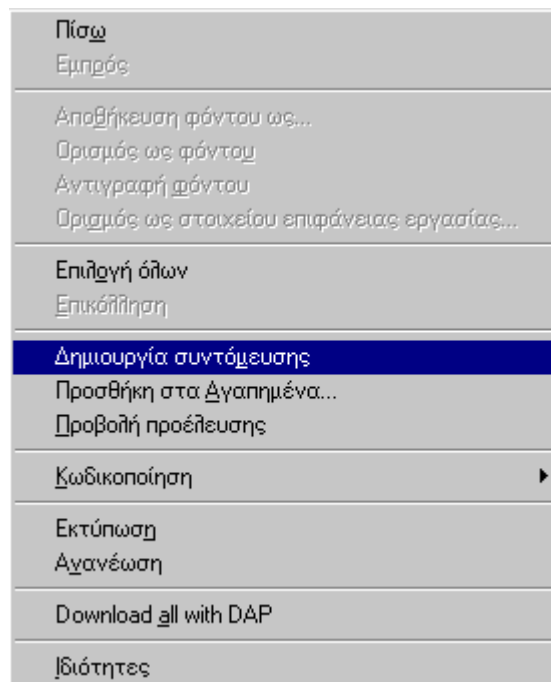 Πίσω
Εμπρός
Αποθήκευση φόντου ως...
Ορισμός ως φόντου
Αντιγραφή φόντου
Ορισμός ως στοιχείου επιφάνειας εργασίας...
Επιλογή όλων
Επικόλληση
Δημιουργία συντόμευσης
Προσθήκη στα Αγαπημένα...
Προβολή προέλευσης
Κωδικοποίηση
Εκτύπωση
Ανανέωση
Download all with DAP
Ιδιότητες